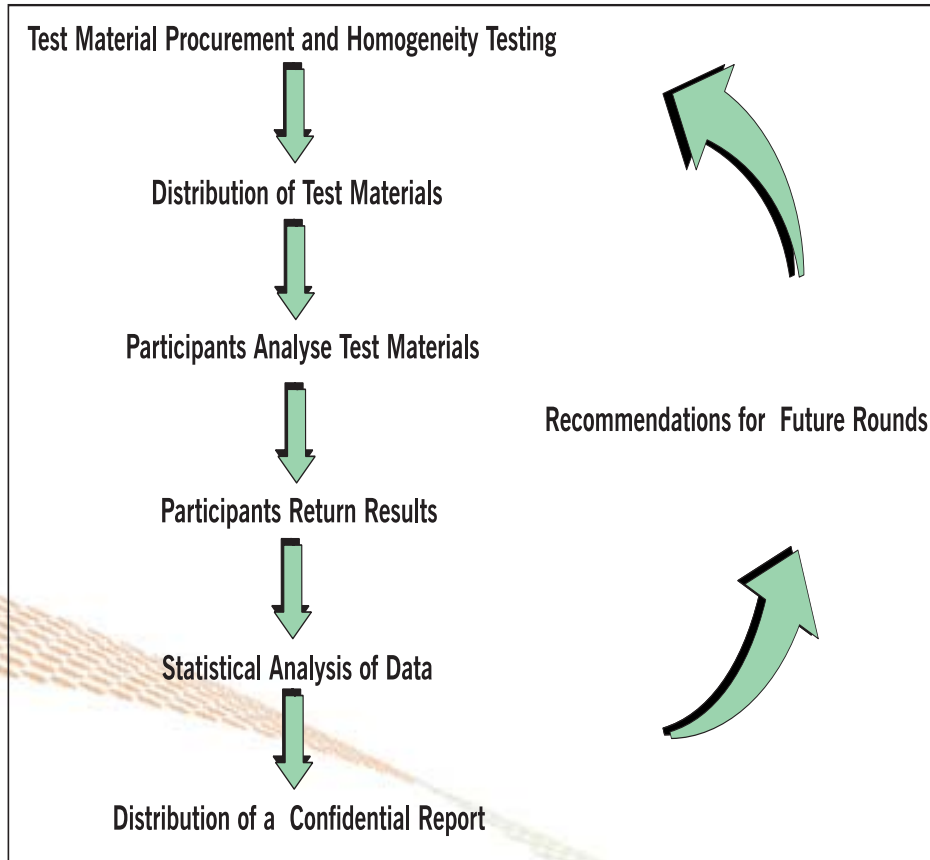 Test Material Procurement and Homogeneity Testing
Distribution of Test Materials
Participants Analyse Test Materials
Recommendations for Future Rounds
Participants Return Results
Statistical Analysis of Data
Distribution of a Confidential Report